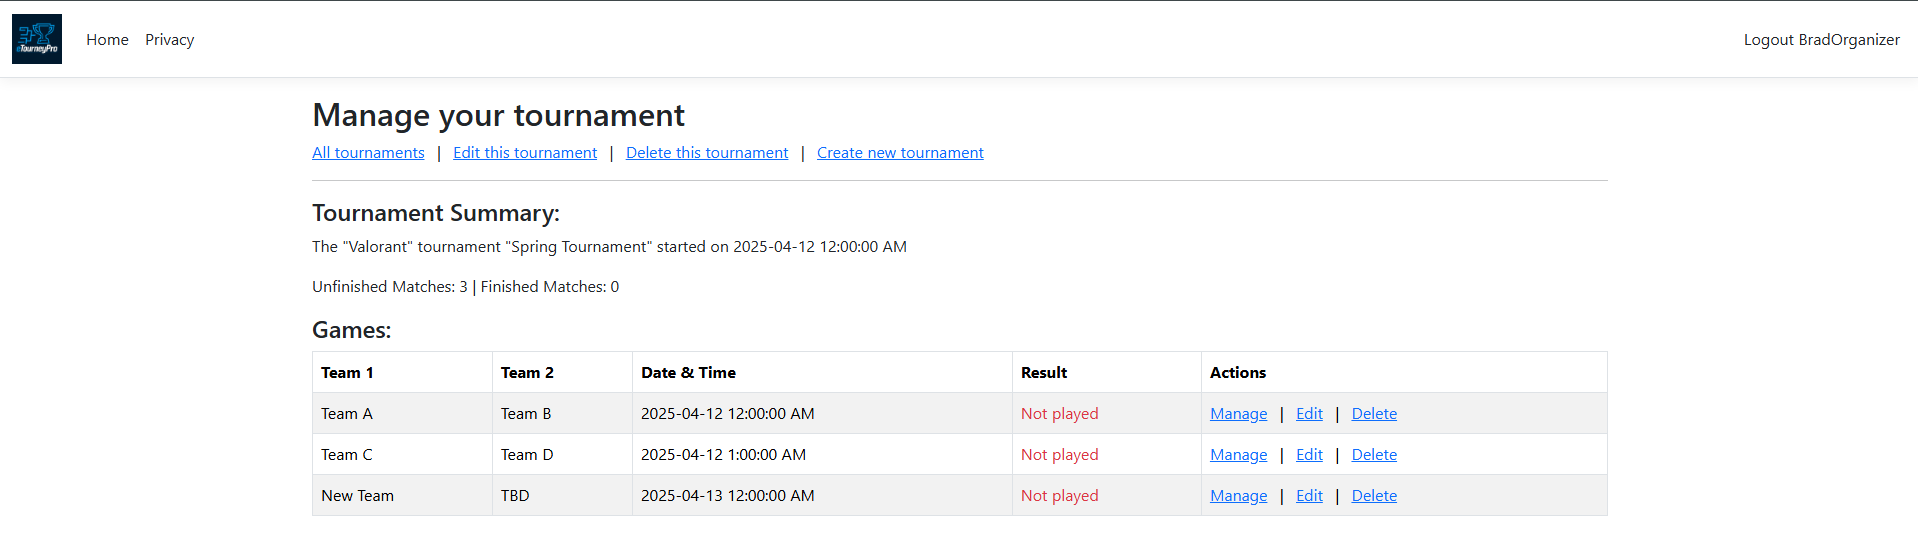 eTourneyPro
Home Privacy Logout BradOrganizer
Manage your tournament
All tournaments | Edit this tournament | Delete this tournament | Create new tournament
Tournament Summary:
The "Valorant" tournament "Spring Tournament" started on 2025-04-12 12:00:00 AM
Unfinished Matches: 3 | Finished Matches: 0
Games:
Team 1 Team 2 Date & Time Result Actions
Team A Team B 2025-04-12 12:00:00 AM Not played Manage | Edit | Delete
Team C Team D 2025-04-12 1:00:00 AM Not played Manage | Edit | Delete
New Team TBD 2025-04-13 12:00:00 AM Not played Manage | Edit | Delete